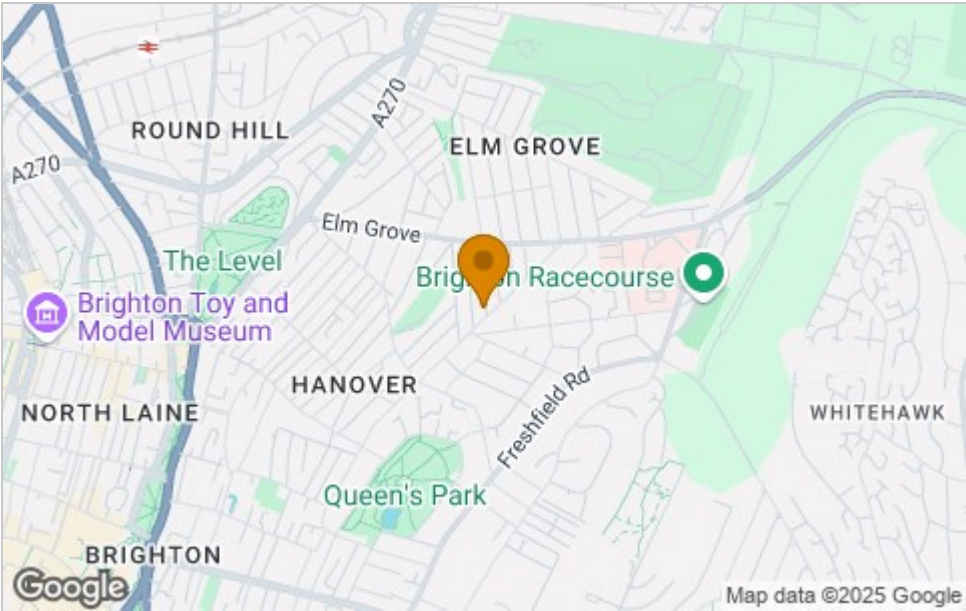 A270
ROUND HILL
ELM GROVE
A270
Elm Grove
The Level
Brighton Racecourse
Brighton Toy and
Model Museum
HANOVER
Freshfield Rd
NORTH LAINE
WHITEHAWK
Queen's Park
BRIGHTON
Google
Map data ©2025 Google